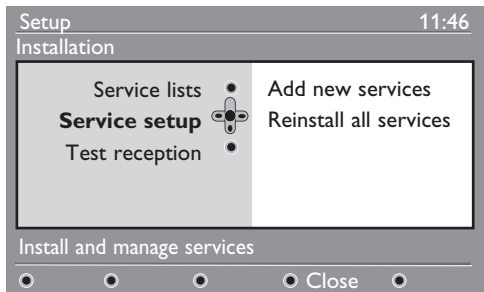 Setup 11:46
Installation
Service lists
Service setup
Test reception
Add new services
Reinstall all services
Install and manage services
Close